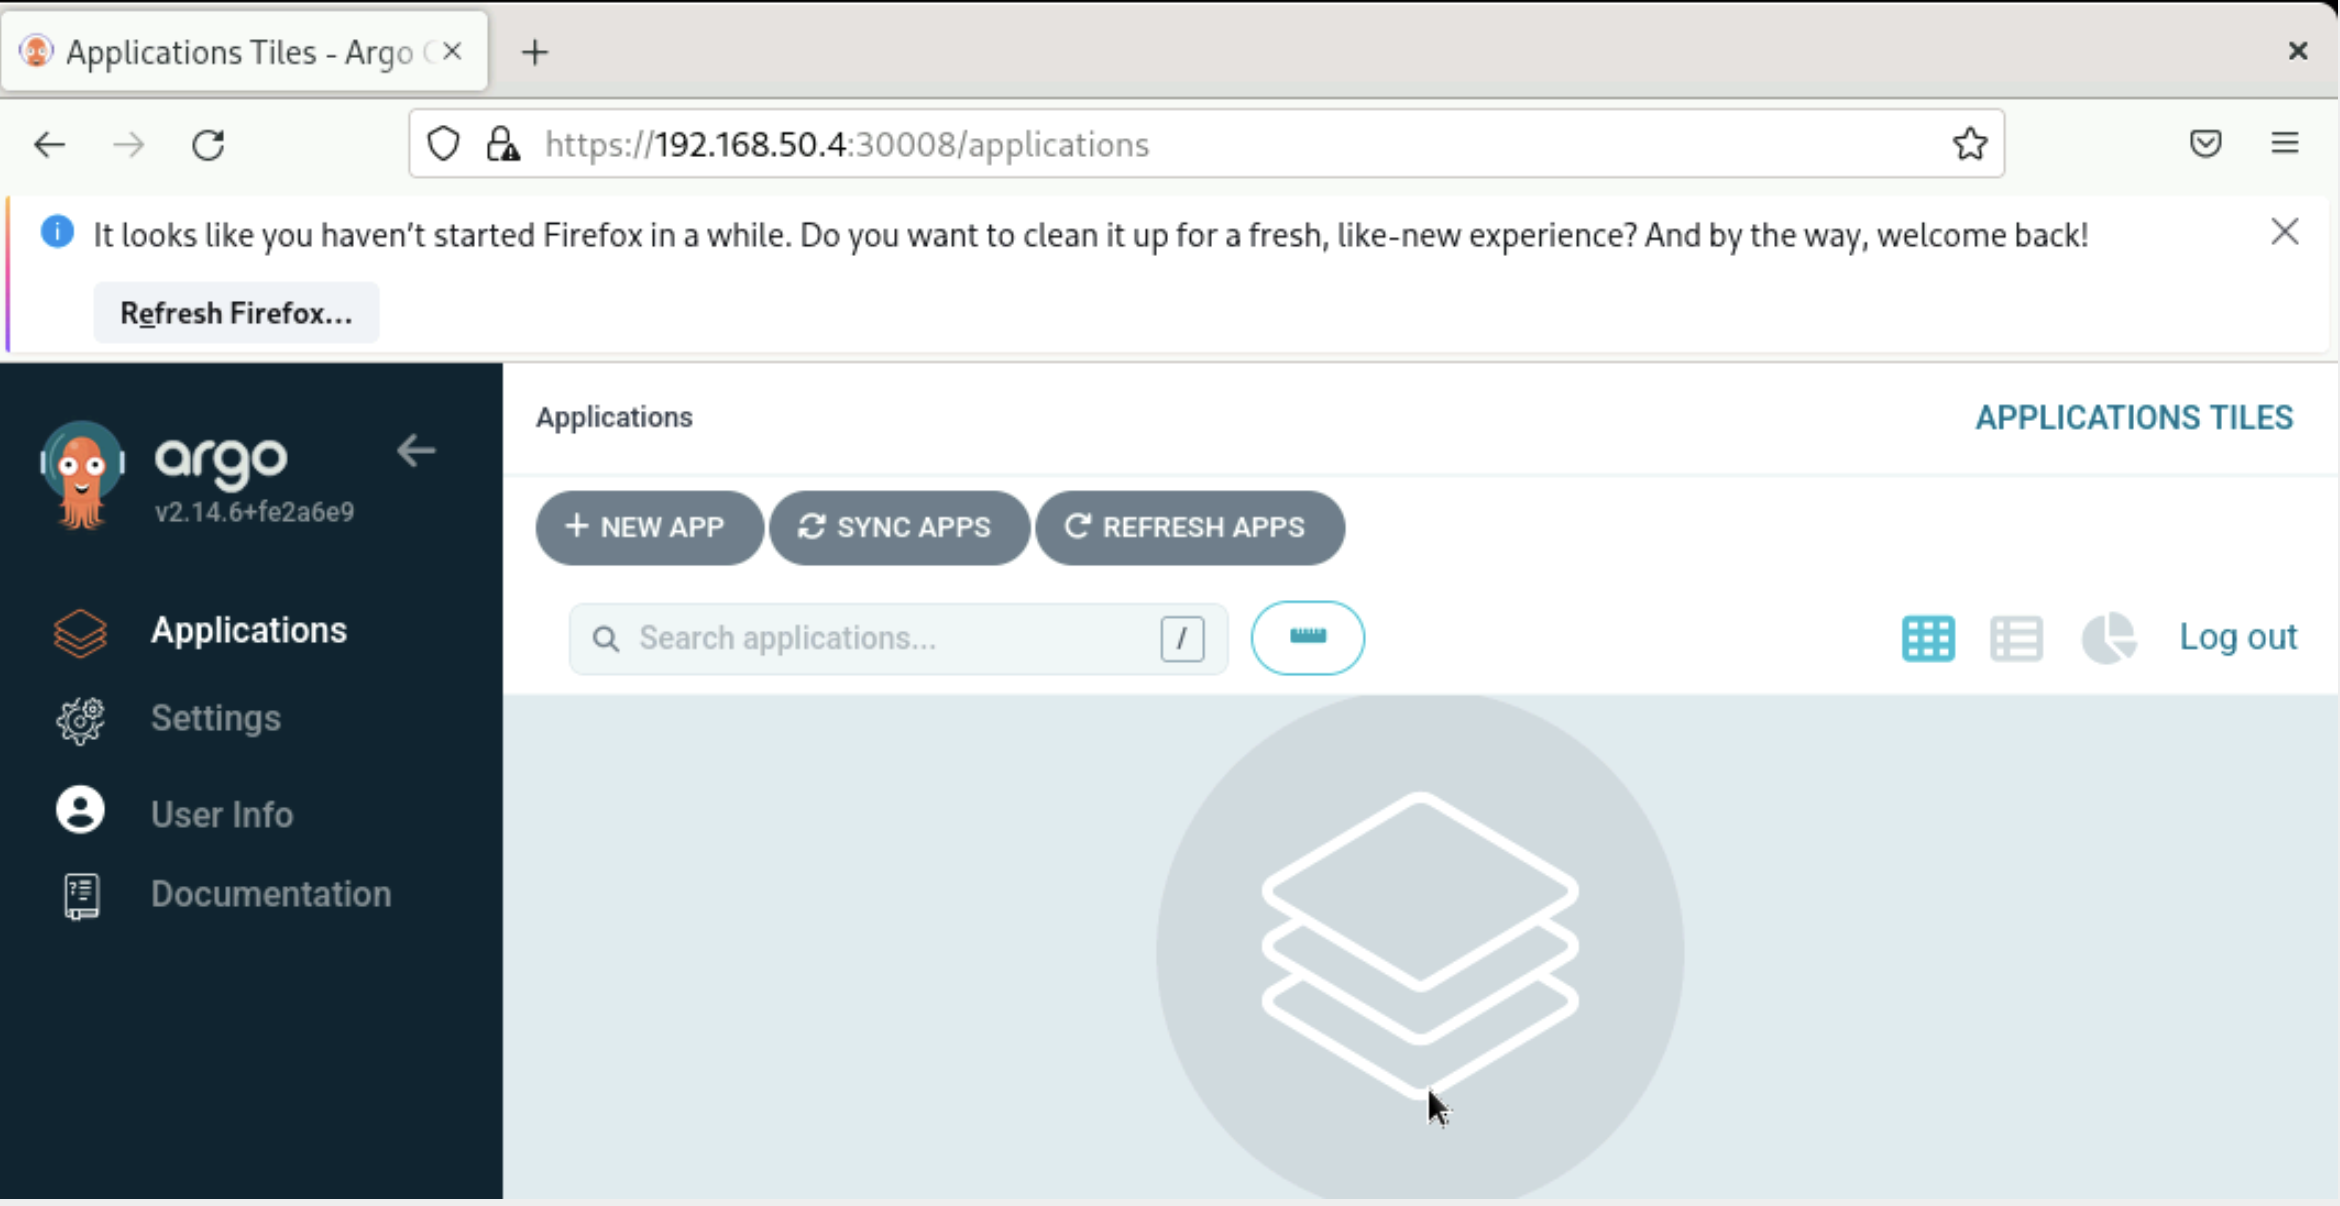 Applications Tiles - Argo
https://192.168.50.4:30008/applications
It looks like you haven't started Firefox in a while. Do you want to clean it up for a fresh, like-new experience? And by the way, welcome back!
Refresh Firefox...
argo
v2.14.6+fe2a6e9
Applications
Settings
User Info
Documentation
Applications
APPLICATIONS TILES
NEW APP
SYNC APPS
REFRESH APPS
Search applications...
/
Log out